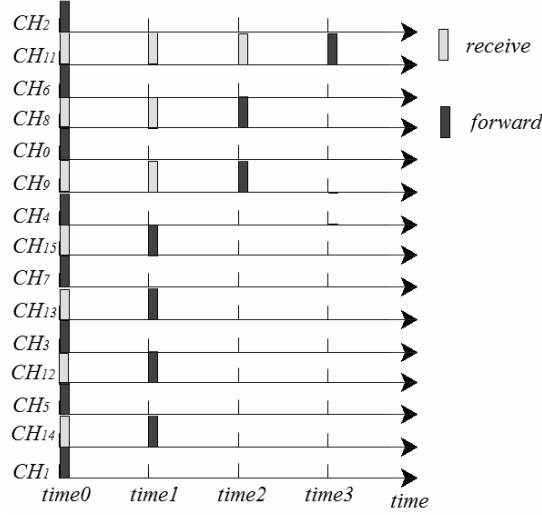 CH2
CH11
receive
CH6
CH8
forward
CH0
CH9
CH4
CH15
CH7
CH13
CH3
CH12
CH5
CH14
CH1
time0 time1 time2 time3 time